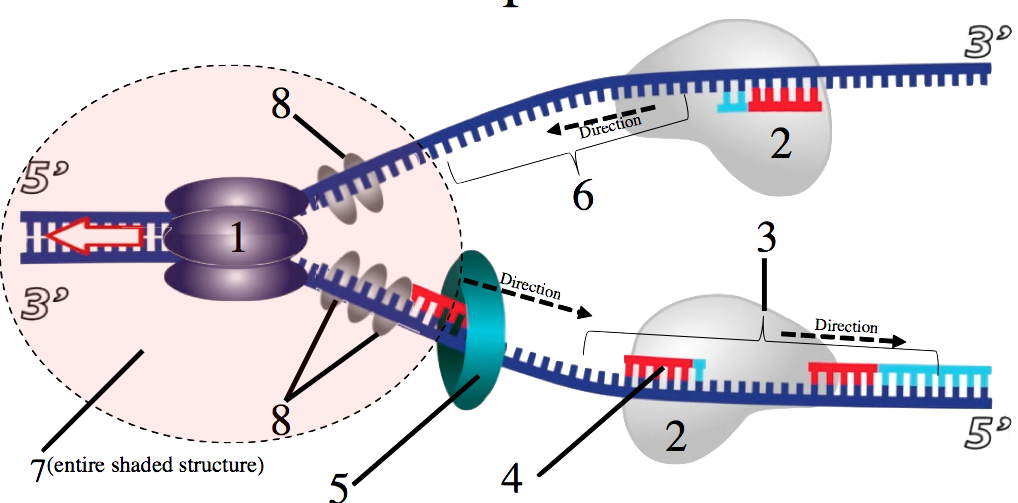 p
3’
8
Direction
2
5’
6
1
3
Direction
Direction
3’
8
2
5’
7(entire shaded structure)
5
4